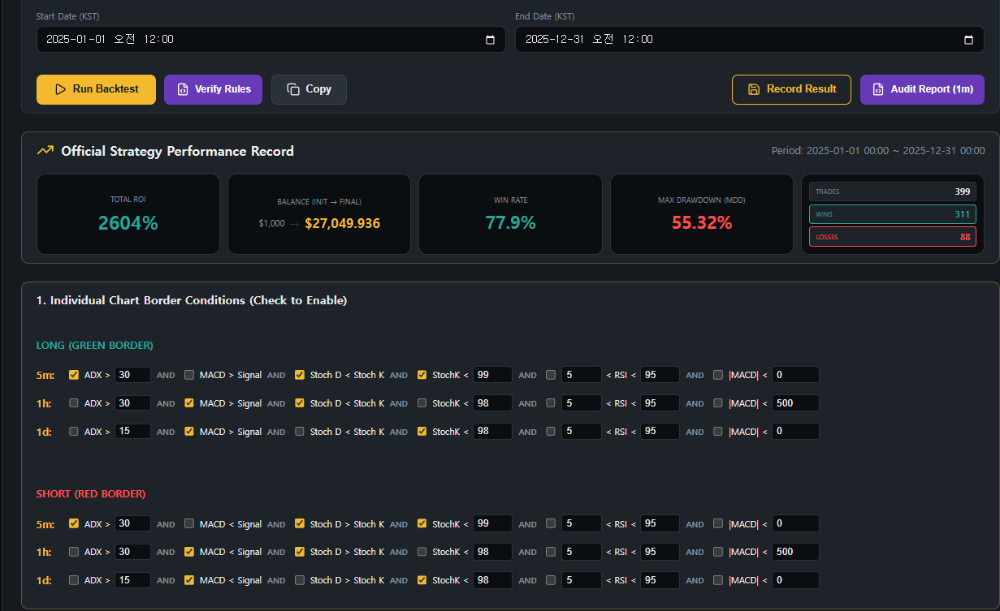 Start Date (KST) End Date (KST)
2025-01-01 오전 12:00 2025-12-31 오전 12:00
Run Backtest Verify Rules Copy Record Result Audit Report (1m)
Official Strategy Performance Record Period: 2025-01-01 00:00 ~ 2025-12-31 00:00
TOTAL ROI
2604%
BALANCE (INIT → FINAL)
$1,000 → $27,049.936
WIN RATE
77.9%
MAX DRAWDOWN (MDD)
55.32%
TRADES 399
WINS 311
LOSSES 88
1. Individual Chart Border Conditions (Check to Enable)
LONG (GREEN BORDER)
5m: ADX > 30 AND MACD > Signal AND Stoch D < Stoch K AND StochK < 99 AND 5 < RSI < 95 AND |MACD| < 0
1h: ADX > 30 AND MACD > Signal AND Stoch D < Stoch K AND StochK < 98 AND 5 < RSI < 95 AND |MACD| < 500
1d: ADX > 15 AND MACD > Signal AND Stoch D < Stoch K AND StochK < 98 AND 5 < RSI < 95 AND |MACD| < 0
SHORT (RED BORDER)
5m: ADX > 30 AND MACD < Signal AND Stoch D > Stoch K AND StochK < 99 AND 5 < RSI < 95 AND |MACD| < 0
1h: ADX > 30 AND MACD < Signal AND Stoch D > Stoch K AND StochK < 98 AND 5 < RSI < 95 AND |MACD| < 500
1d: ADX > 15 AND MACD < Signal AND Stoch D > Stoch K AND StochK < 98 AND 5 < RSI < 95 AND |MACD| < 0